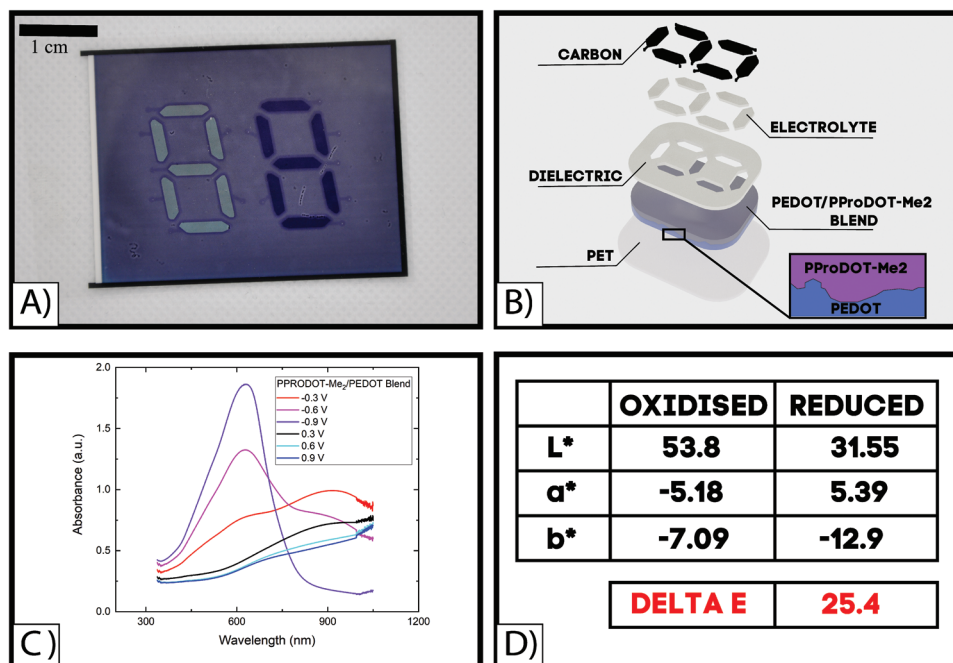 1 cm
A)
CARBON
ELECTROLYTE
DIELECTRIC
PEDOT/PProDOT-Me2
BLEND
PET
PProDOT-Me2
PEDOT
B)
2.0
1.5
1.0
0.5
0.0
Absorbance (a.u.)
PPRODOT-Me₂/PEDOT Blend
-0.3 V
-0.6 V
-0.9 V
0.3 V
0.6 V
0.9 V
300 600 900 1200
Wavelength (nm)
C)
OXIDISED REDUCED
L* 53.8 31.55
a* -5.18 5.39
b* -7.09 -12.9
DELTA E 25.4
D)